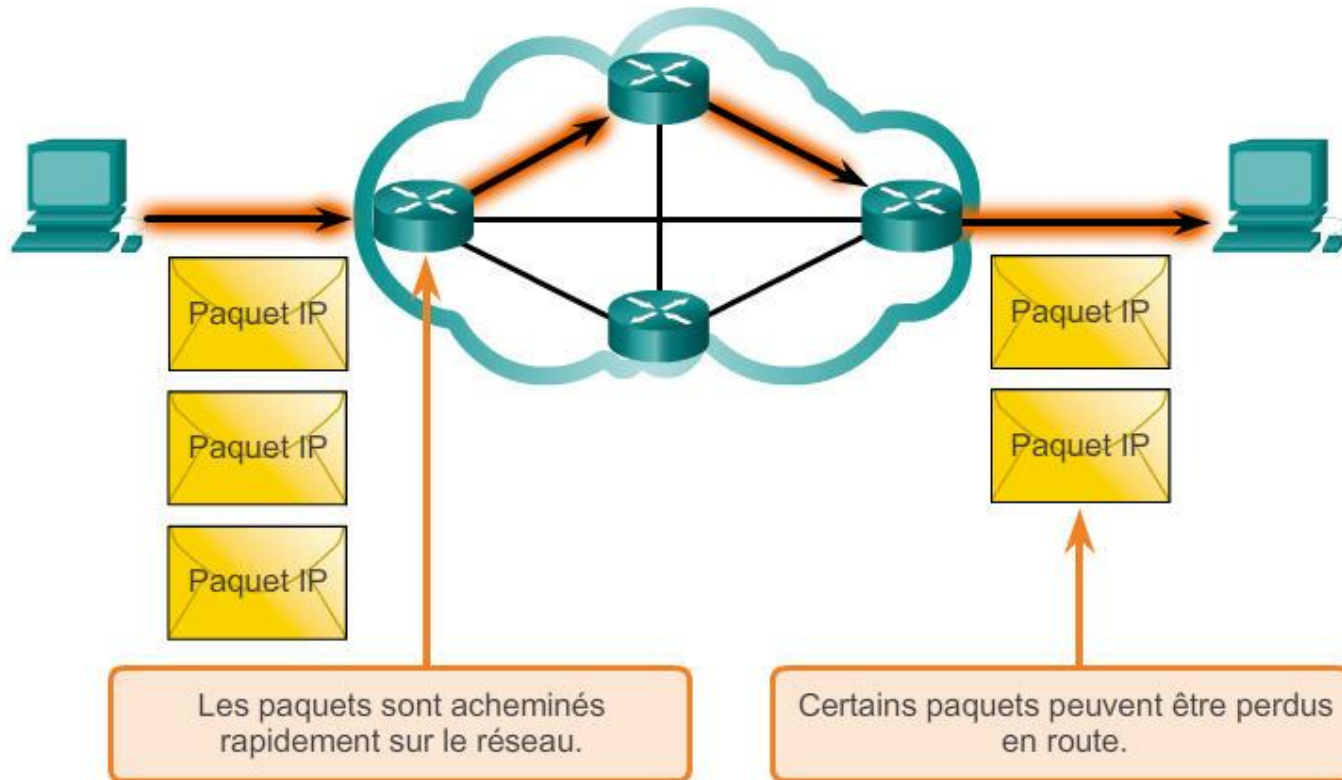 Paquet IP
Paquet IP
Paquet IP
Paquet IP
Paquet IP
Les paquets sont acheminés
rapidement sur le réseau.
Certains paquets peuvent être perdus
en route.